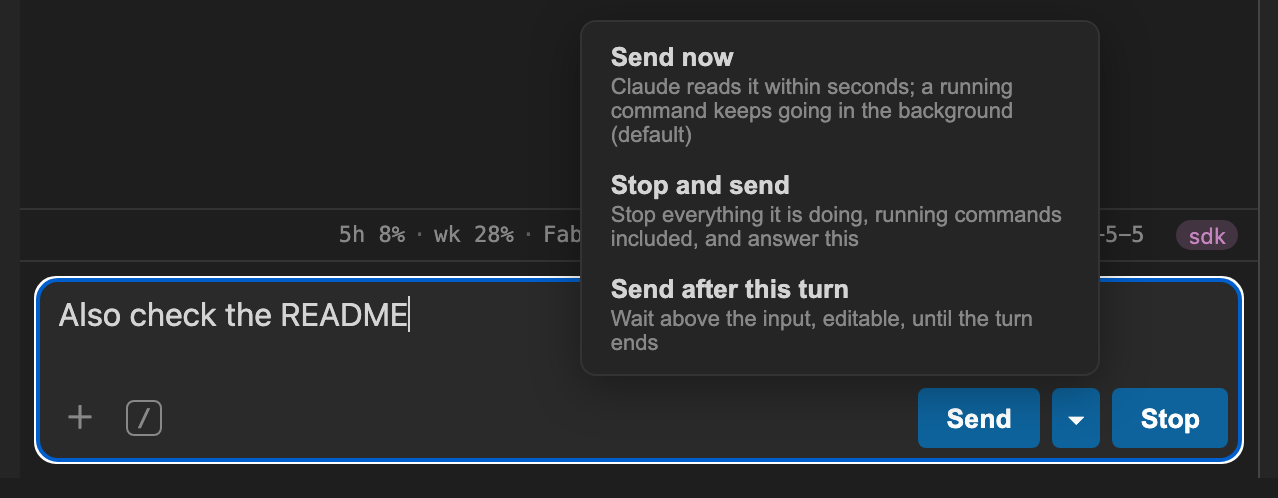 Send now
Claude reads it within seconds; a running
command keeps going in the background
(default)
Stop and send
Stop everything it is doing, running commands
included, and answer this
Send after this turn
Wait above the input, editable, until the turn
ends
5h 8% · wk 28% · Fab
-5-5 sdk
Also check the README
/
Send Stop